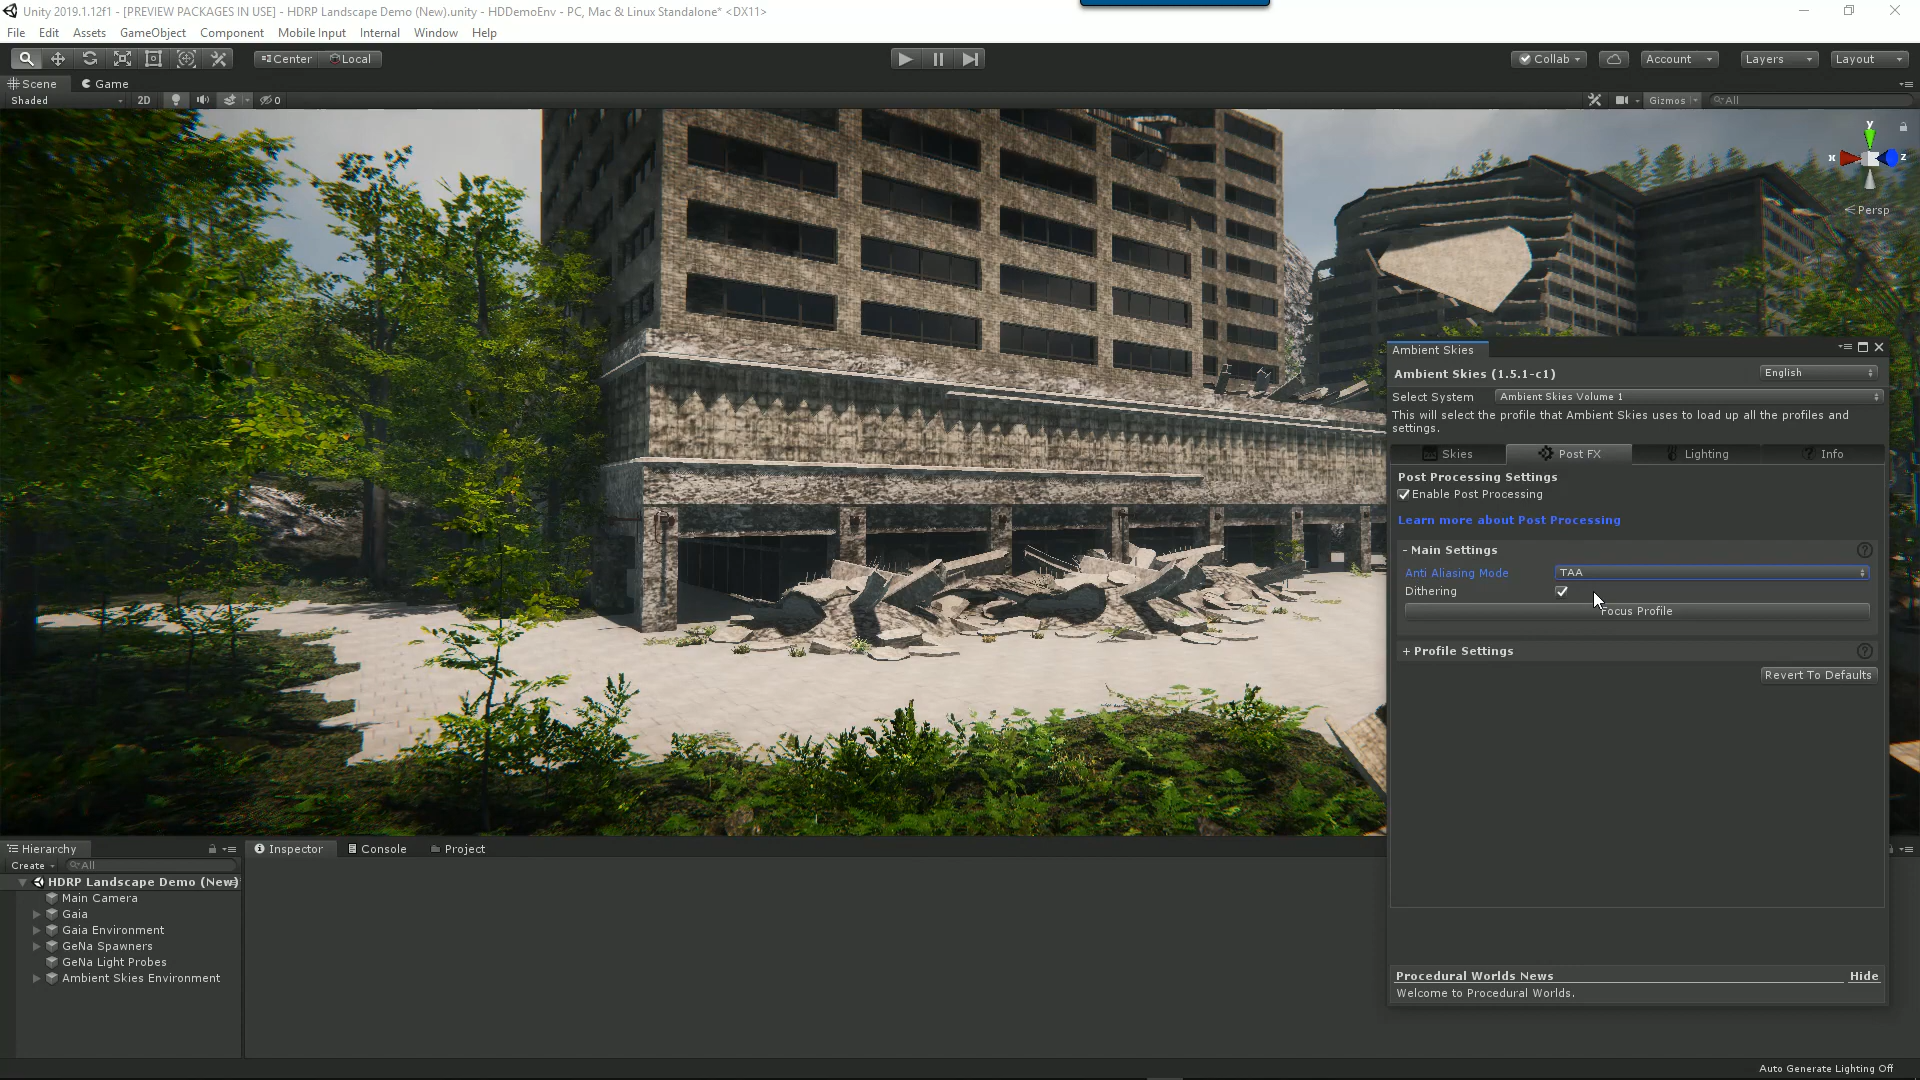 Unity 2019.1.12f1 - [PREVIEW PACKAGES IN USE] - HDRP Landscape Demo (New).unity - HDDemoEnv - PC, Mac & Linux Standalone* <DX11>
File Edit Assets GameObject Component Mobile Input Internal Window Help
Center Local Collab Account Layers Layout
Scene Game
Shaded 2D 0 Gizmos All
y
x z
Persp
Ambient Skies
Ambient Skies (1.5.1-c1) English
Select System Ambient Skies Volume 1
This will select the profile that Ambient Skies uses to load up all the profiles and
settings.
Skies Post FX Lighting Info
Post Processing Settings
Enable Post Processing
Learn more about Post Processing
- Main Settings ?
Anti Aliasing Mode TAA
Dithering
Focus Profile
+ Profile Settings ?
Revert To Defaults
Hierarchy Inspector Console Project
Create All
HDRP Landscape Demo (New)
Main Camera
Gaia
Gaia Environment
GeNa Spawners
GeNa Light Probes
Ambient Skies Environment
Procedural Worlds News Hide
Welcome to Procedural Worlds.
Auto Generate Lighting Off